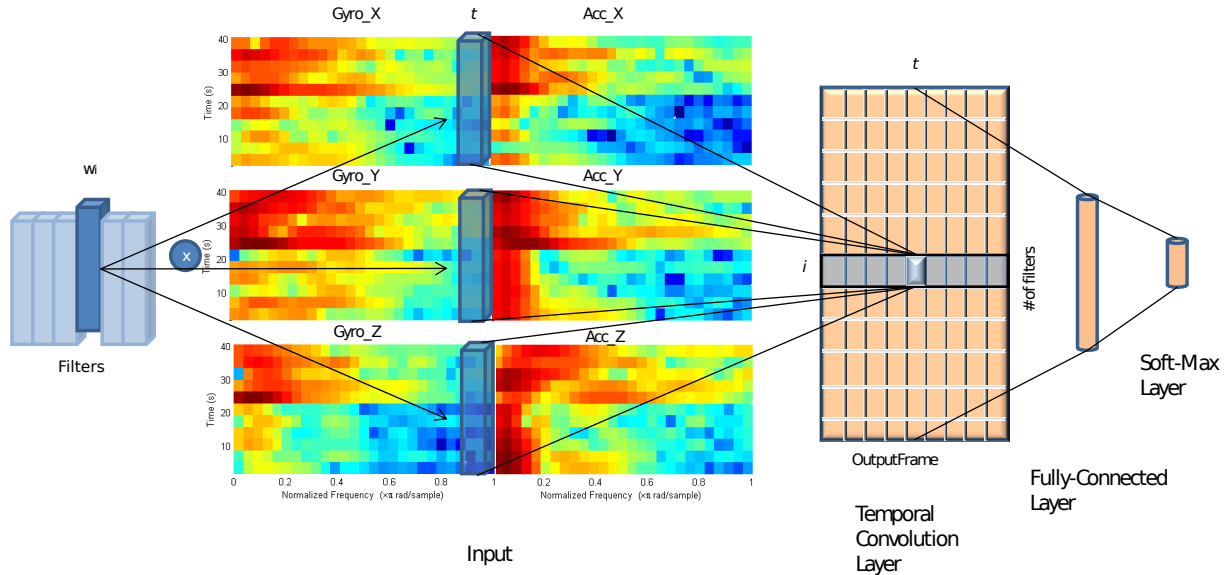 Gyro_X
t
Acc_X
40
30
20
10
Time (s)
wi
x
Filters
Gyro_Y
Acc_Y
40
30
20
10
Time (s)
Gyro_Z
Acc_Z
40
30
20
10
Time (s)
0 0.2 0.4 0.6 0.8 1 0.2 0.4 0.6 0.8 1
Normalized Frequency (×π rad/sample)
Normalized Frequency (×π rad/sample)
Input
t
i
# of filters
OutputFrame
Temporal
Convolution
Layer
Fully-Connected
Layer
Soft-Max
Layer